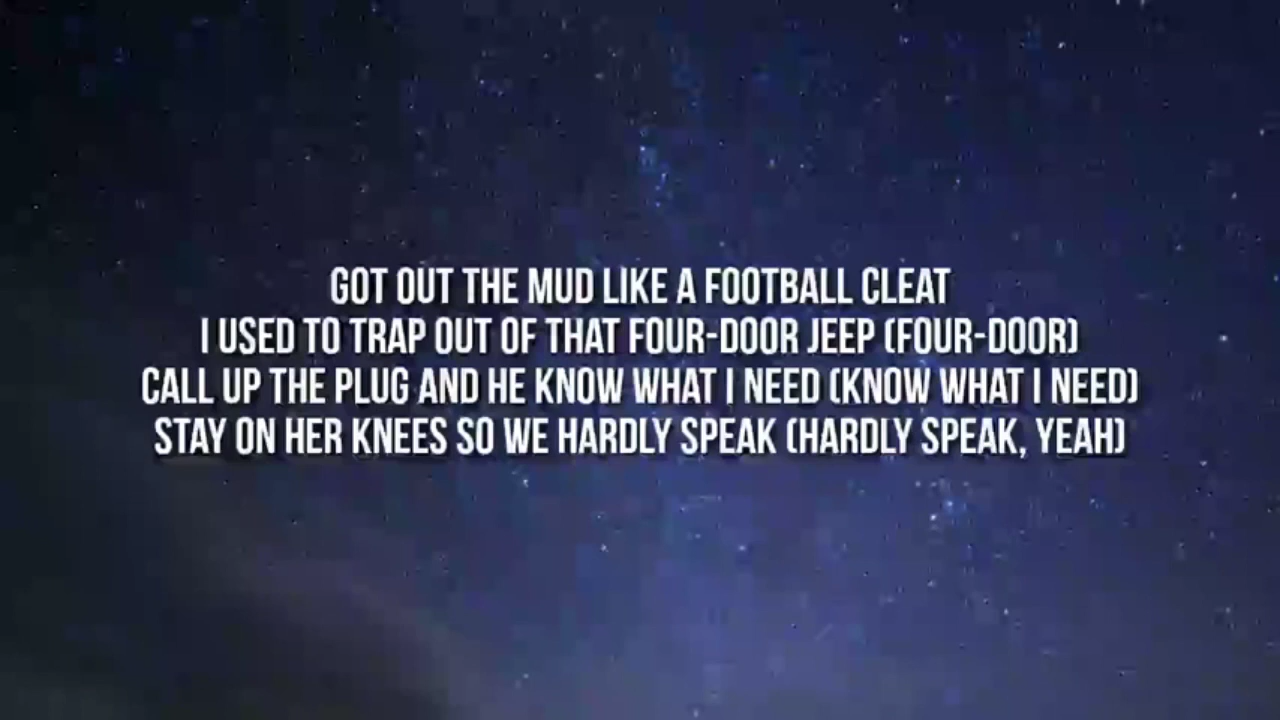 GOT OUT THE MUD LIKE A FOOTBALL CLEAT
I USED TO TRAP OUT OF THAT FOUR-DOOR JEEP (FOUR-DOOR)
CALL UP THE PLUG AND HE KNOW WHAT I NEED (KNOW WHAT I NEED)
STAY ON HER KNEES SO WE HARDLY SPEAK (HARDLY SPEAK, YEAH)